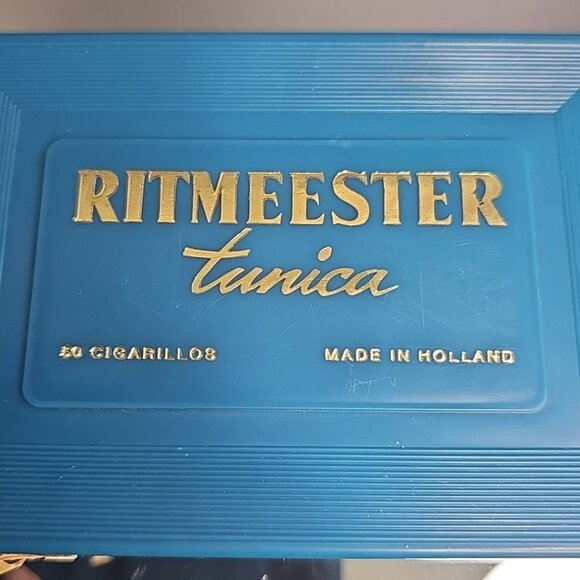 RITMEESTER
tunica
50 CIGARILLOS MADE IN HOLLAND